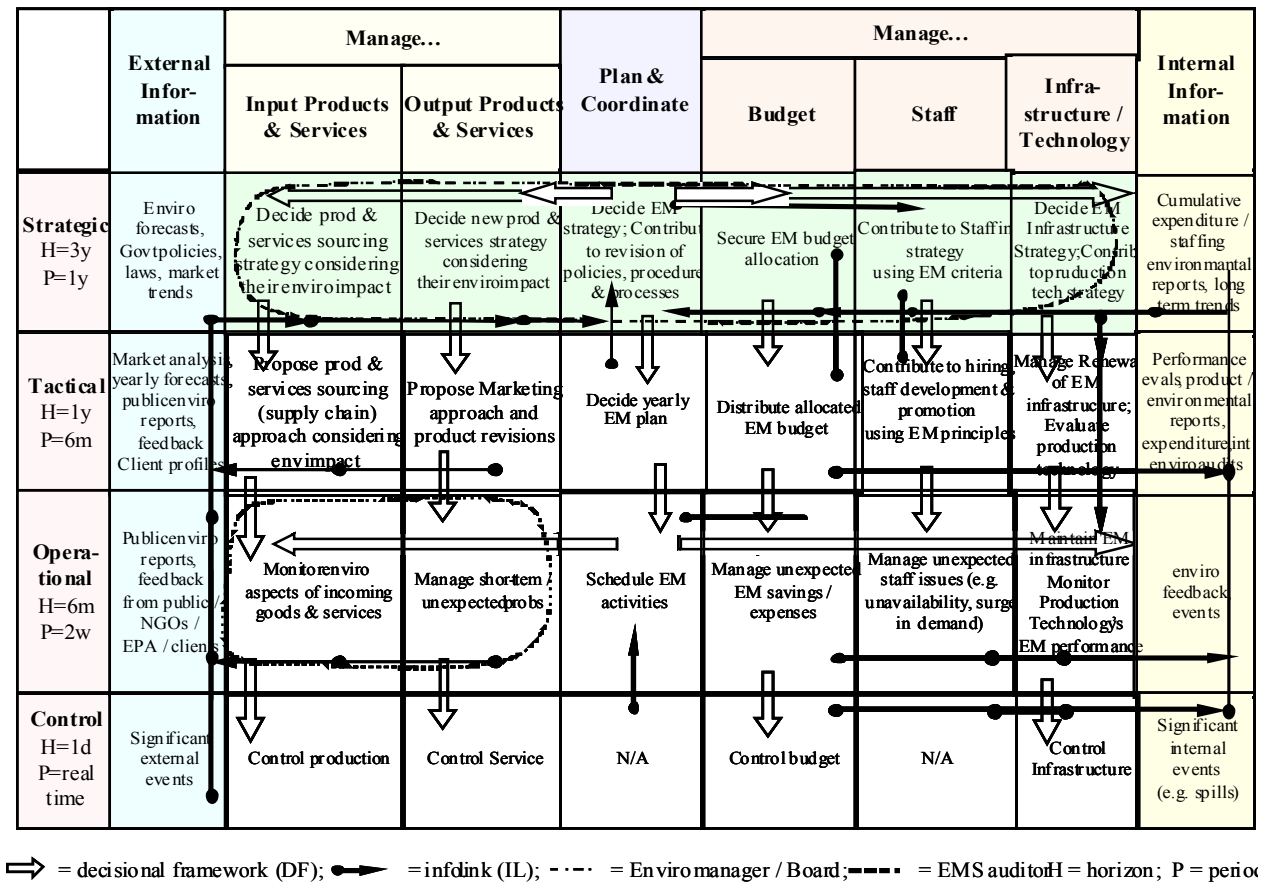 Manage…
Manage…
External
Infor-
mation
Input Products
& Services
Output Products
& Services
Plan &
Coordinate
Budget
Staff
Infra-
structure /
Technology
Internal
Infor-
mation
Strategic
H=3y
P=1y
Enviro
forecasts,
Govt policies,
laws, market
trends
Decide prod &
services sourcing
strategy considering
their enviro impact
Decide new prod &
services strategy
considering
their enviro impact
Decide EM
strategy; Contribut
to revision of
policies, procedure
& processes
Secure EM budget
allocation
Contribute to Staffin
strategy
using EM criteria
Decide EM
Infrastructure
Strategy;Contrib
to pruduction
tech strategy
Cumulative
expenditure /
staffing
environmantal
reports, long
term trends
Tactical
H=1y
P=6m
Market analysis,
yearly forecasts,
public enviro
reports,
feedback
Client profiles
Propose prod &
services sourcing
(supply chain)
approach considering
env impact
Propose Marketing
approach and
product revisions
Decide yearly
EM plan
Distribute allocated
EM budget
Contribute to hiring,
staff development &
promotion
using EM principles
Manage Renewa
of EM
infrastructure;
Evaluate
production
technology
Performance
evals, product /
environmental
reports,
expenditure,int
enviro audits
Opera-
tional
H=6m
P=2w
Public enviro
reports,
feedback
from public /
NGOs /
EPA / clients
Monitor enviro
aspects of incoming
goods & services
Manage short-term /
unexpected probs
Schedule EM
activities
Manage unexpected
EM savings /
expenses
Manage unexpected
staff issues (e.g.
unavailability, surge
in demand)
Maintain EM
infrastructure
Monitor
Production
Technology's
EM performance
enviro
feedback
events
Control
H=1d
P=real
time
Significant
external
events
Control production
Control Service
N/A
Control budget
N/A
Control
Infrastructure
Significant
internal
events
(e.g. spills)
= decisional framework (DF); = info link (IL); = Enviro manager / Board; = EMS auditor H = horizon; P = perioc